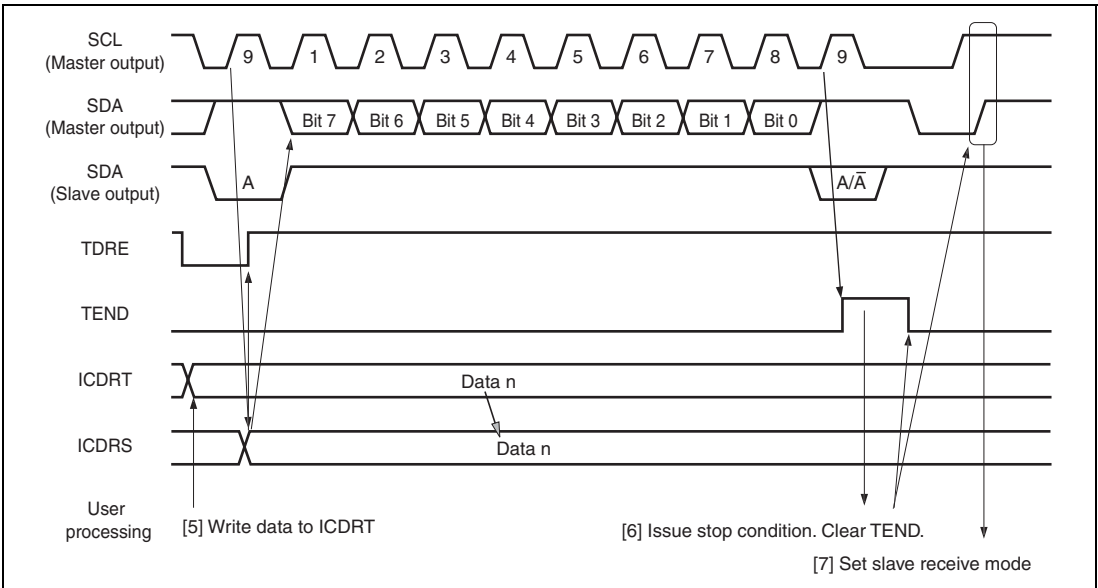 SCL
(Master output)
9 1 2 3 4 5 6 7 8 9
SDA
(Master output)
Bit 7 Bit 6 Bit 5 Bit 4 Bit 3 Bit 2 Bit 1 Bit 0
SDA
(Slave output)
A A/A̅
TDRE
TEND
ICDRT
Data n
ICDRS
Data n
User
processing
[5] Write data to ICDRT
[6] Issue stop condition. Clear TEND.
[7] Set slave receive mode